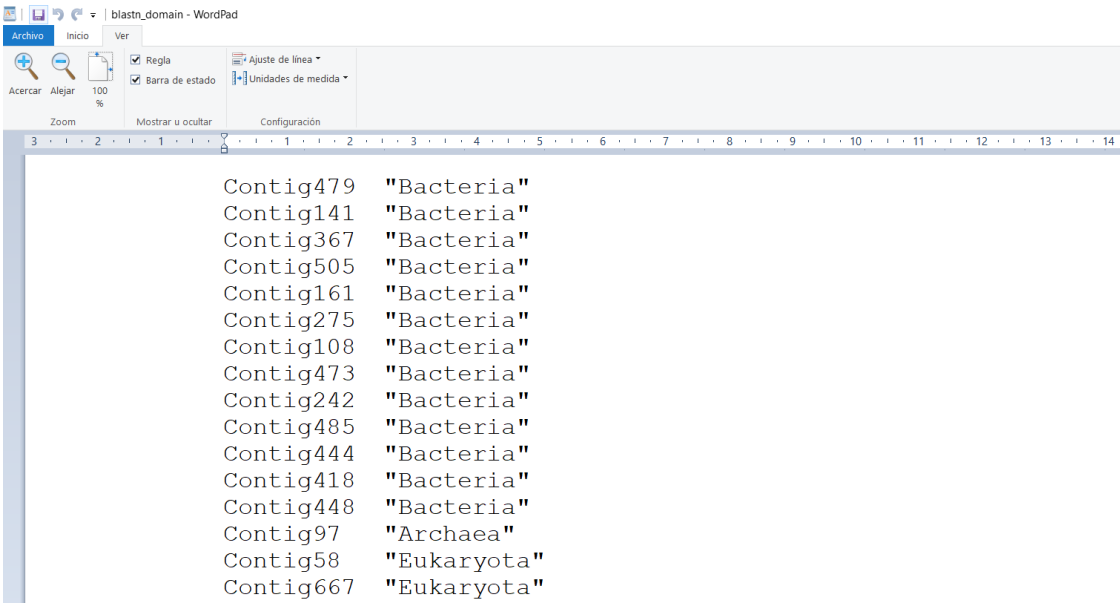 blastn_domain - WordPad
Archivo Inicio Ver
Acercar Alejar 100 %
Zoom
Regla
Barra de estado
Mostrar u ocultar
Ajuste de línea
Unidades de medida
Configuración
3 2 1 1 2 3 4 5 6 7 8 9 10 11 12 13 14
Contig479 "Bacteria"
Contig141 "Bacteria"
Contig367 "Bacteria"
Contig505 "Bacteria"
Contig161 "Bacteria"
Contig275 "Bacteria"
Contig108 "Bacteria"
Contig473 "Bacteria"
Contig242 "Bacteria"
Contig485 "Bacteria"
Contig444 "Bacteria"
Contig418 "Bacteria"
Contig448 "Bacteria"
Contig97 "Archaea"
Contig58 "Eukaryota"
Contig667 "Eukaryota"